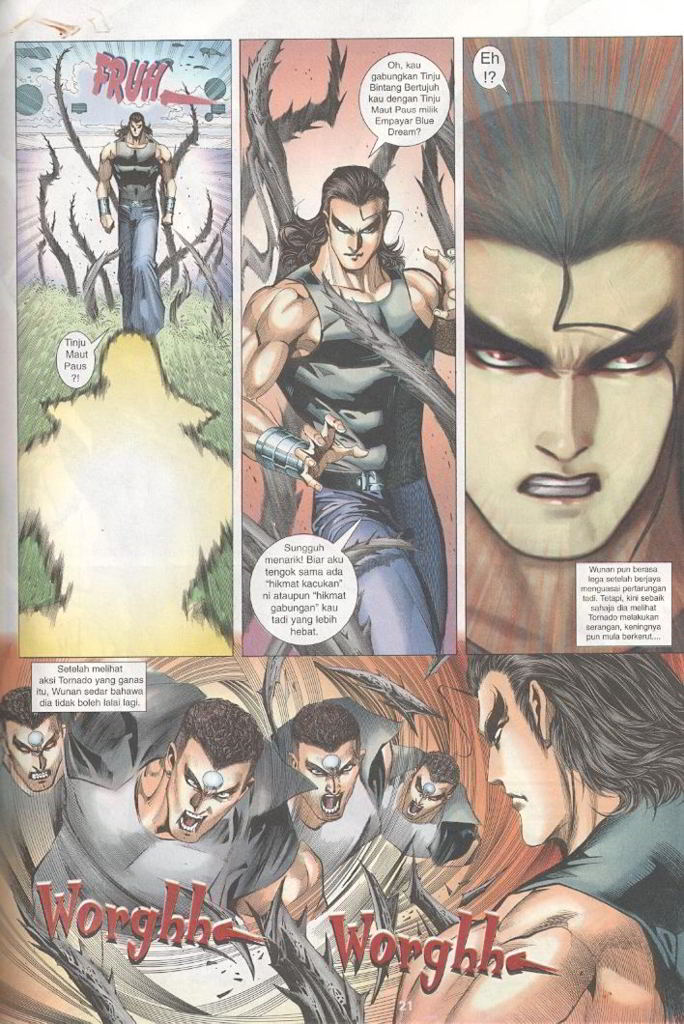 FRUH
Tinju
Maut
Paus
?!
Oh, kau
gabungkan Tinju
Bintang Bertujuh
kau dengan Tinju
Maut Paus milik
Empayar Blue
Dream?
Sungguh
menarik! Biar aku
tengok sama ada
“hikmat kacukan”
ni ataupun “hikmat
gabungan” kau
tadi yang lebih
hebat.
Eh
!?
Wunan pun berasa
lega setelah berjaya
menguasai pertarungan
tadi. Tetapi, kini sebaik
sahaja dia melihat
Tornado melakukan
serangan, keningnya
pun mula berkerut....
Setelah melihat
aksi Tornado yang ganas
itu, Wunan sedar bahawa
dia tidak boleh lalai lagi.
Worghh
Worghh
21